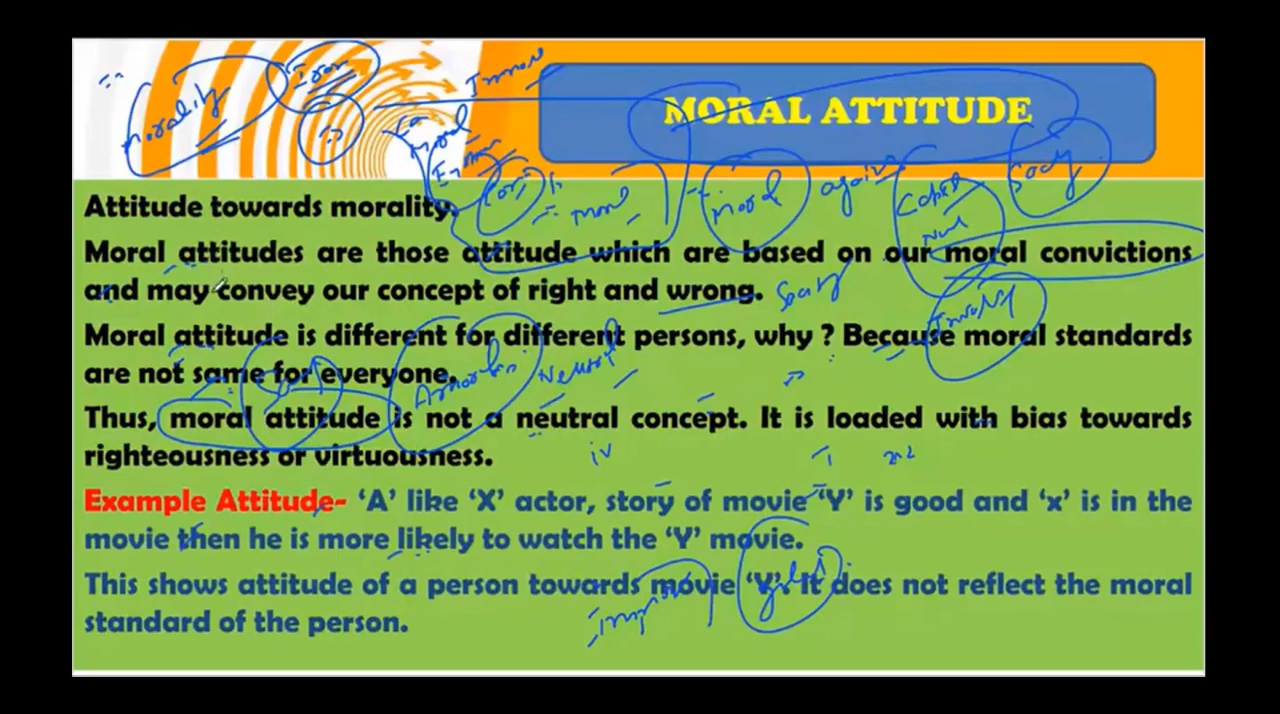 morality
Immoral
MORAL ATTITUDE
moral
Society
Attitude towards morality.
Moral attitudes are those attitude which are based on our moral convictions
and may convey our concept of right and wrong.
Society
Moral attitude is different for different persons, why ? Because moral standards
are not same for everyone.
Neutral
Thus, moral attitude is not a neutral concept. It is loaded with bias towards
righteousness or virtuousness.
Example Attitude- ‘A’ like ‘X’ actor, story of movie ‘Y’ is good and ‘x’ is in the
movie then he is more likely to watch the ‘Y’ movie.
This shows attitude of a person towards movie ‘Y’. It does not reflect the moral
standard of the person.